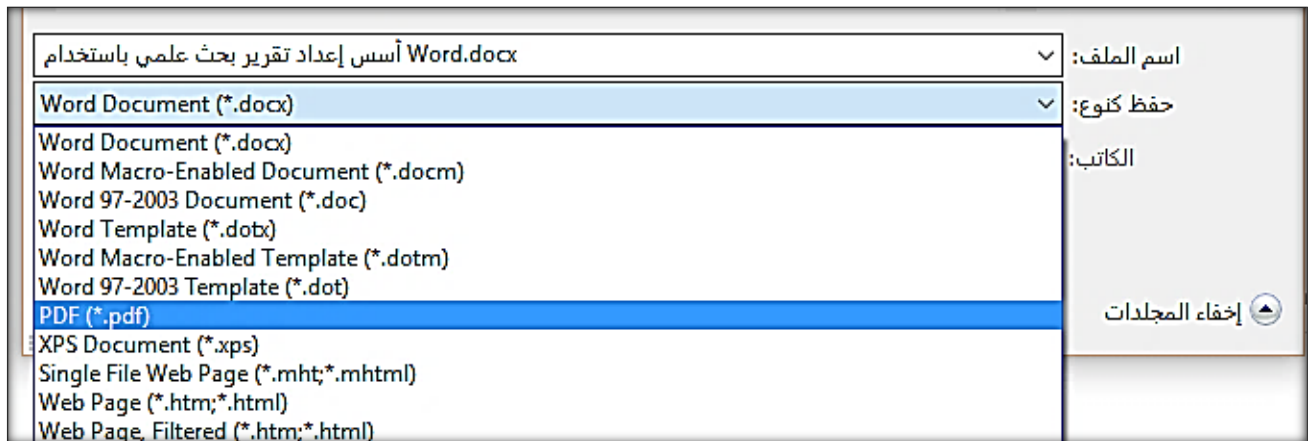 اسم الملف: أسس إعداد تقرير بحث علمي باستخدام Word.docx
حفظ كنوع: Word Document (*.docx)
Word Document (*.docx)
الكاتب:
Word Macro-Enabled Document (*.docm)
Word 97-2003 Document (*.doc)
Word Template (*.dotx)
Word Macro-Enabled Template (*.dotm)
Word 97-2003 Template (*.dot)
PDF (*.pdf)
إخفاء المجلدات
XPS Document (*.xps)
Single File Web Page (*.mht;*.mhtml)
Web Page (*.htm;*.html)
Web Page, Filtered (*.htm;*.html)